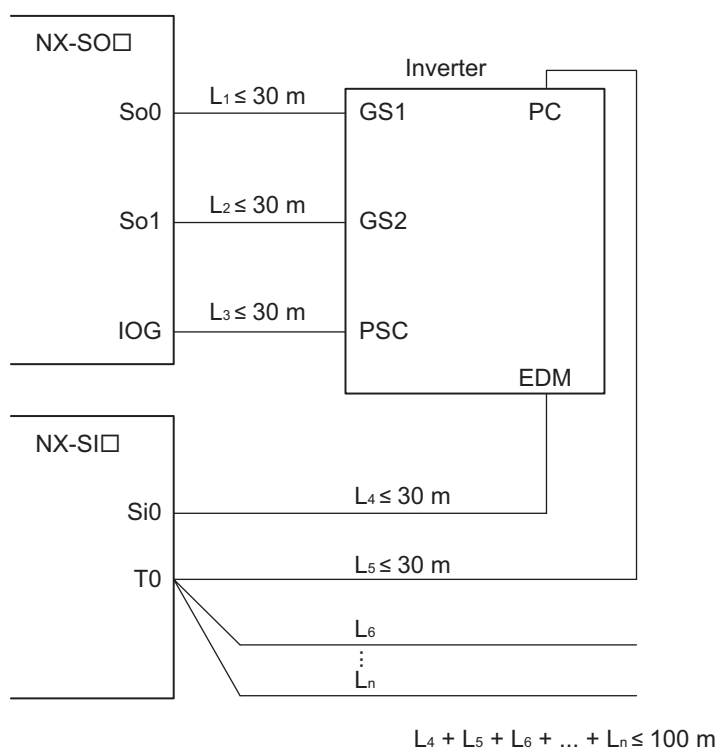 NX-SO□
Inverter
So0
L₁ ≤ 30 m
GS1
PC
So1
L₂ ≤ 30 m
GS2
IOG
L₃ ≤ 30 m
PSC
EDM
NX-SI□
Si0
L₄ ≤ 30 m
T0
L₅ ≤ 30 m
L₆
⋮
Lₙ
L₄ + L₅ + L₆ + ... + Lₙ ≤ 100 m